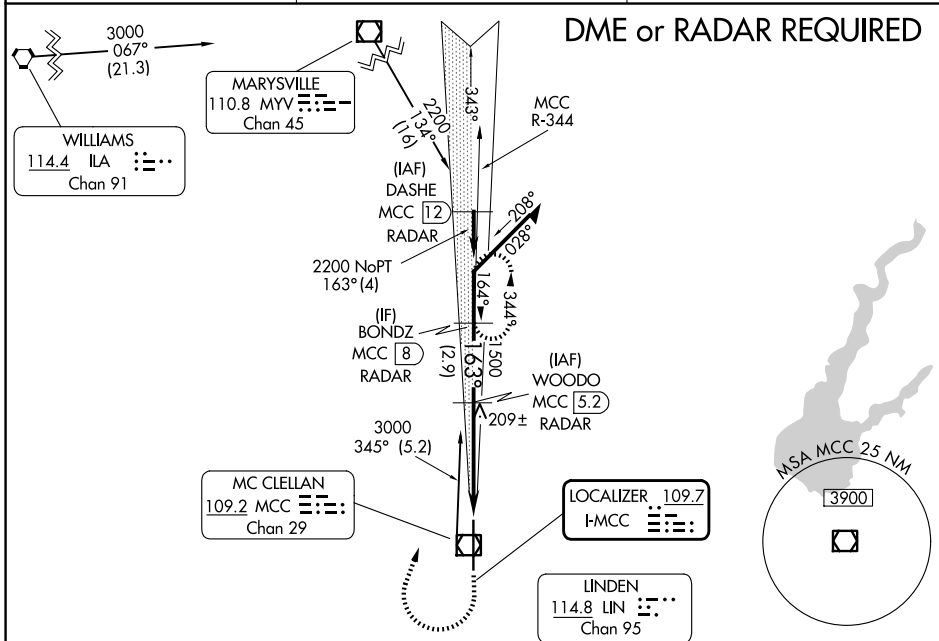 DME or RADAR REQUIRED
3000
067°
(21.3)
MARYSVILLE
110.8 MYV
Chan 45
WILLIAMS
114.4 ILA
Chan 91
2200
134°
(16)
343°
MCC
R-344
(IAF)
DASHE
MCC 12
RADAR
208°
028°
2200 NoPT
163° (4)
164°
344°
(IF)
BONDZ
MCC 8
RADAR
(2.9)
163°
1500
(IAF)
WOODO
MCC 5.2
RADAR
209±
3000
345° (5.2)
MC CLELLAN
109.2 MCC
Chan 29
LOCALIZER 109.7
I-MCC
LINDEN
114.8 LIN
Chan 95
MSA MCC 25 NM
3900